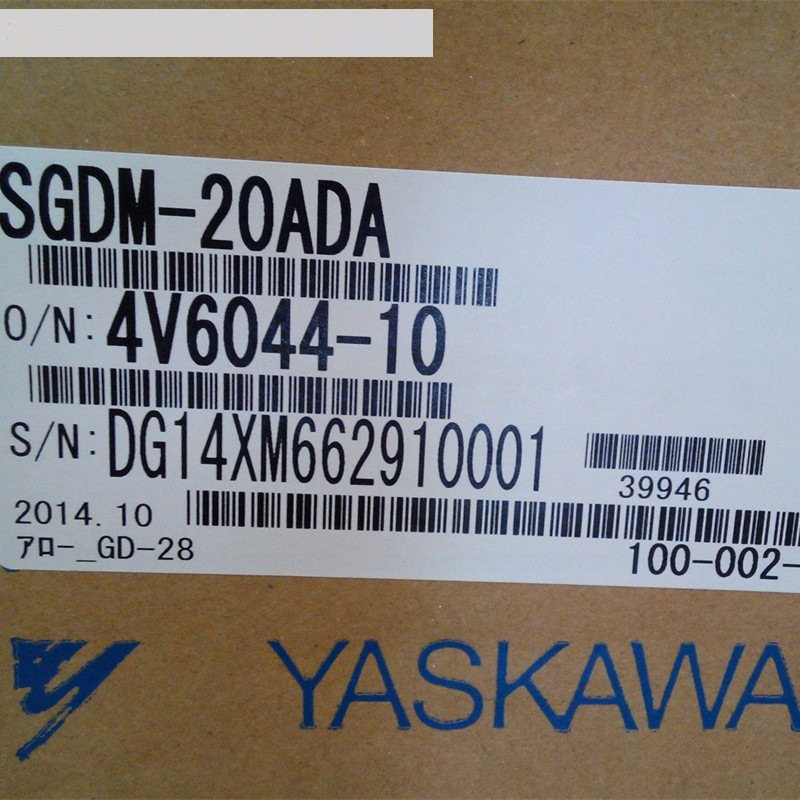 SGDM-20ADA
O/N: 4V6044-10
S/N: DG14XM662910001
39946
2014.10
アロー_GD-28
100-002-
YASKAWA